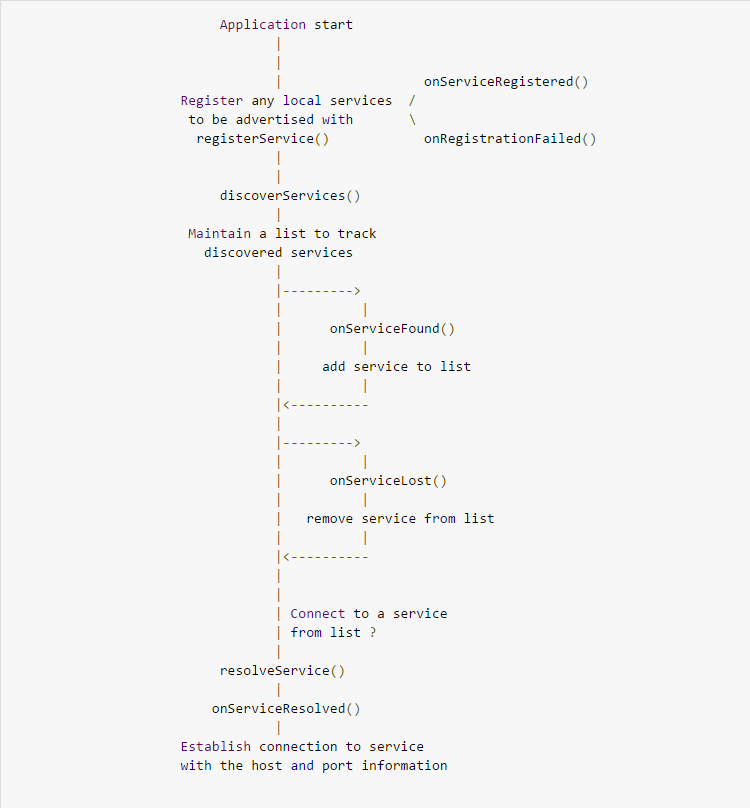 Application start
|
|
| onServiceRegistered()
Register any local services /
to be advertised with \
registerService() onRegistrationFailed()
|
|
discoverServices()
|
Maintain a list to track
discovered services
|
|--------->
| |
| onServiceFound()
| |
| add service to list
| |
|<----------
|
|--------->
| |
| onServiceLost()
| |
| remove service from list
| |
|<----------
|
|
| Connect to a service
| from list ?
|
resolveService()
|
onServiceResolved()
|
Establish connection to service
with the host and port information